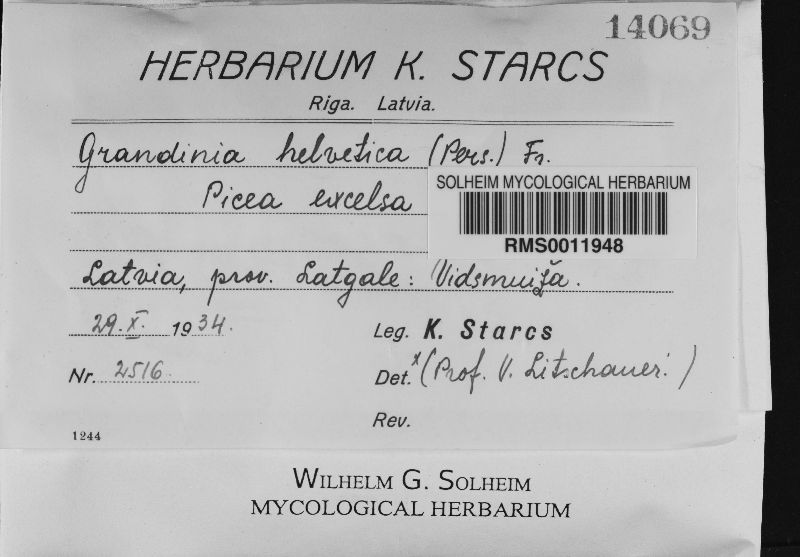 14069
HERBARIUM K. STARCS
Riga. Latvia.
Grandinia helvetica (Pers.) Fr.
Picea excelsa
SOLHEIM MYCOLOGICAL HERBARIUM
RMS0011948
Latvia, prov. Latgale: Vidsmuiža.
29.X. 1934.
Leg. K. Starcs
Nr. 2516
Det. x (Prof. V. Litschauer.)
Rev.
1244
WILHELM G. SOLHEIM
MYCOLOGICAL HERBARIUM